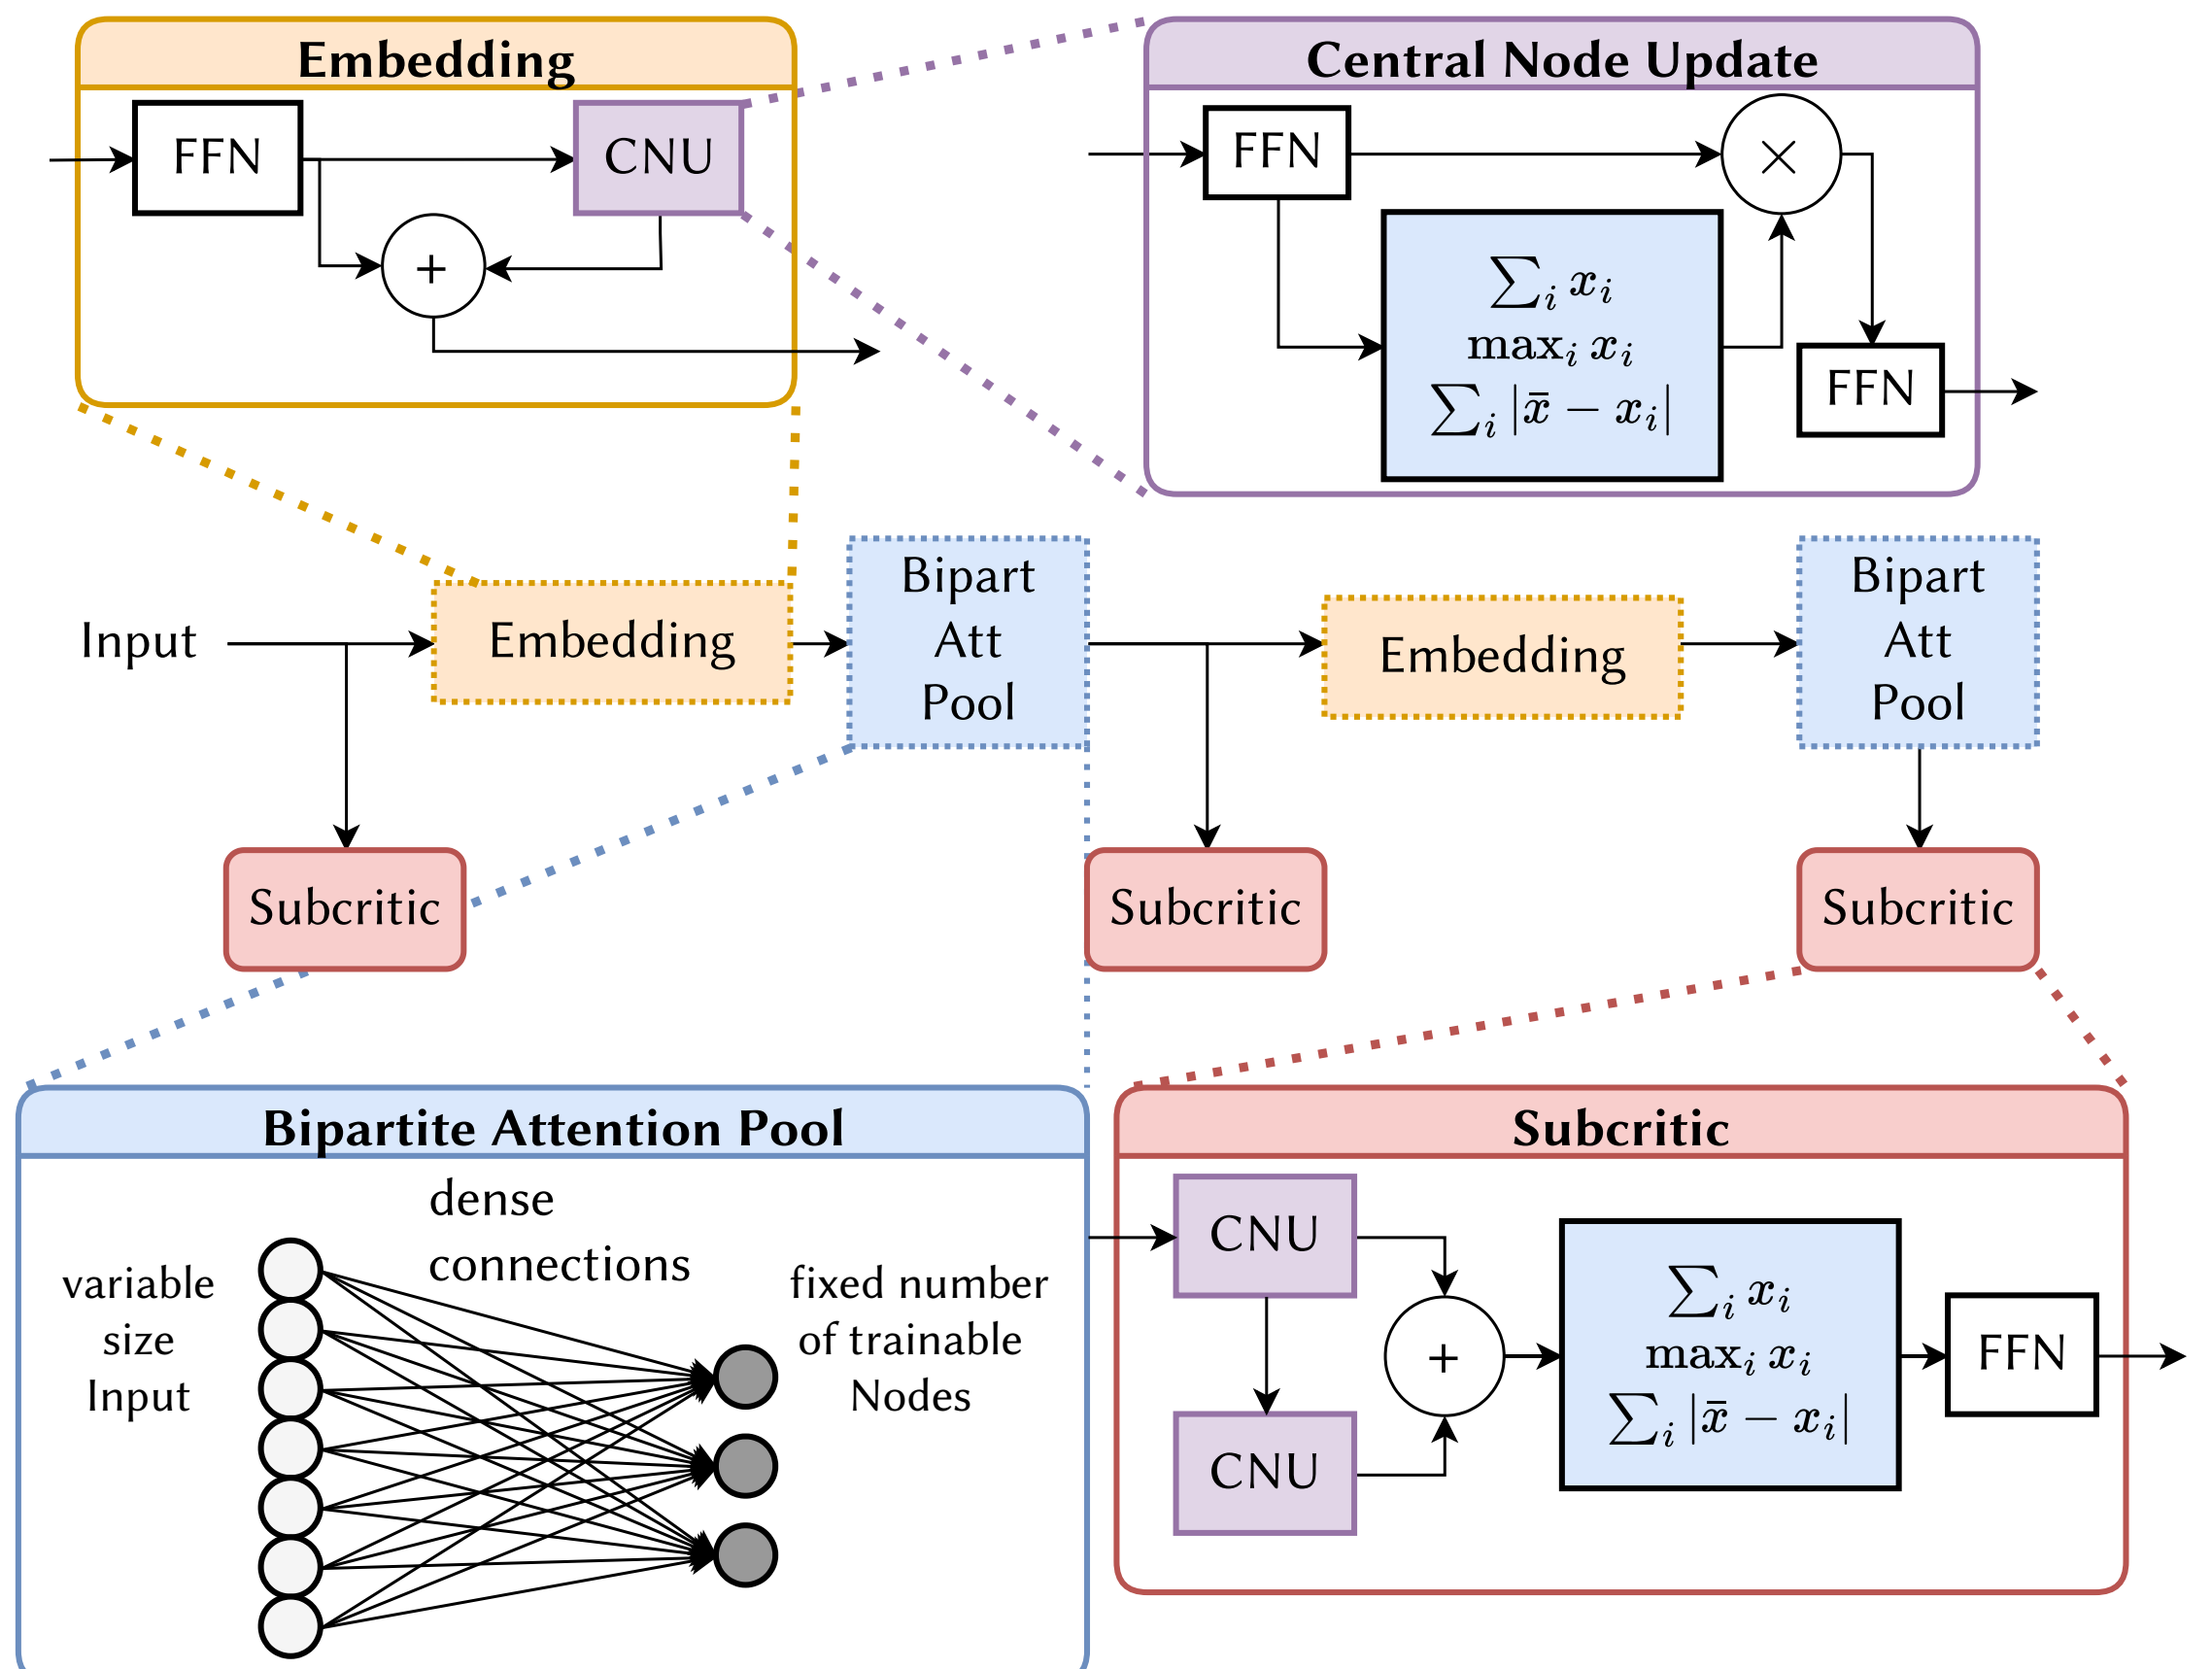 Embedding
FFN
CNU
+
Central Node Update
FFN
×
∑ᵢ xᵢ
maxᵢ xᵢ
∑ᵢ |x̄ − xᵢ|
FFN
Input
Embedding
Bipart
Att
Pool
Embedding
Bipart
Att
Pool
Subcritic
Subcritic
Subcritic
Bipartite Attention Pool
dense
connections
variable
size
Input
fixed number
of trainable
Nodes
Subcritic
CNU
CNU
+
∑ᵢ xᵢ
maxᵢ xᵢ
∑ᵢ |x̄ − xᵢ|
FFN